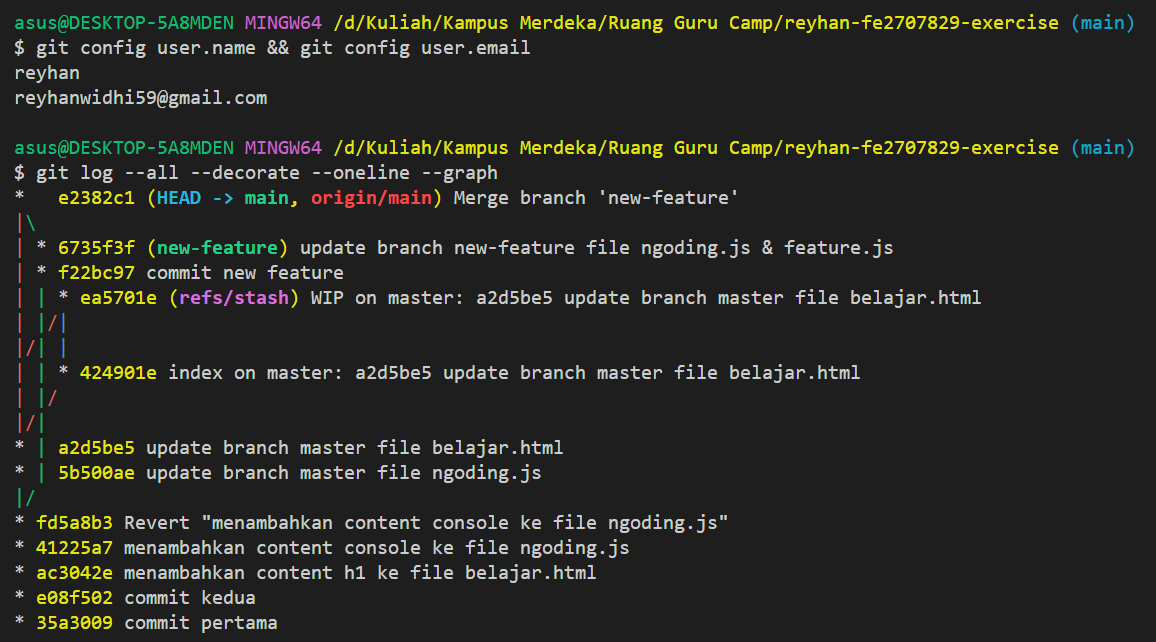 asus@DESKTOP-5A8MDEN MINGW64 /d/Kuliah/Kampus Merdeka/Ruang Guru Camp/reyhan-fe2707829-exercise (main)
$ git config user.name && git config user.email
reyhan
reyhanwidhi59@gmail.com

asus@DESKTOP-5A8MDEN MINGW64 /d/Kuliah/Kampus Merdeka/Ruang Guru Camp/reyhan-fe2707829-exercise (main)
$ git log --all --decorate --oneline --graph
*   e2382c1 (HEAD -> main, origin/main) Merge branch 'new-feature'
|\
| * 6735f3f (new-feature) update branch new-feature file ngoding.js & feature.js
| * f22bc97 commit new feature
| | * ea5701e (refs/stash) WIP on master: a2d5be5 update branch master file belajar.html
| |/|
|/| |
| | * 424901e index on master: a2d5be5 update branch master file belajar.html
| |/
|/|
* | a2d5be5 update branch master file belajar.html
* | 5b500ae update branch master file ngoding.js
|/
* fd5a8b3 Revert "menambahkan content console ke file ngoding.js"
* 41225a7 menambahkan content console ke file ngoding.js
* ac3042e menambahkan content h1 ke file belajar.html
* e08f502 commit kedua
* 35a3009 commit pertama